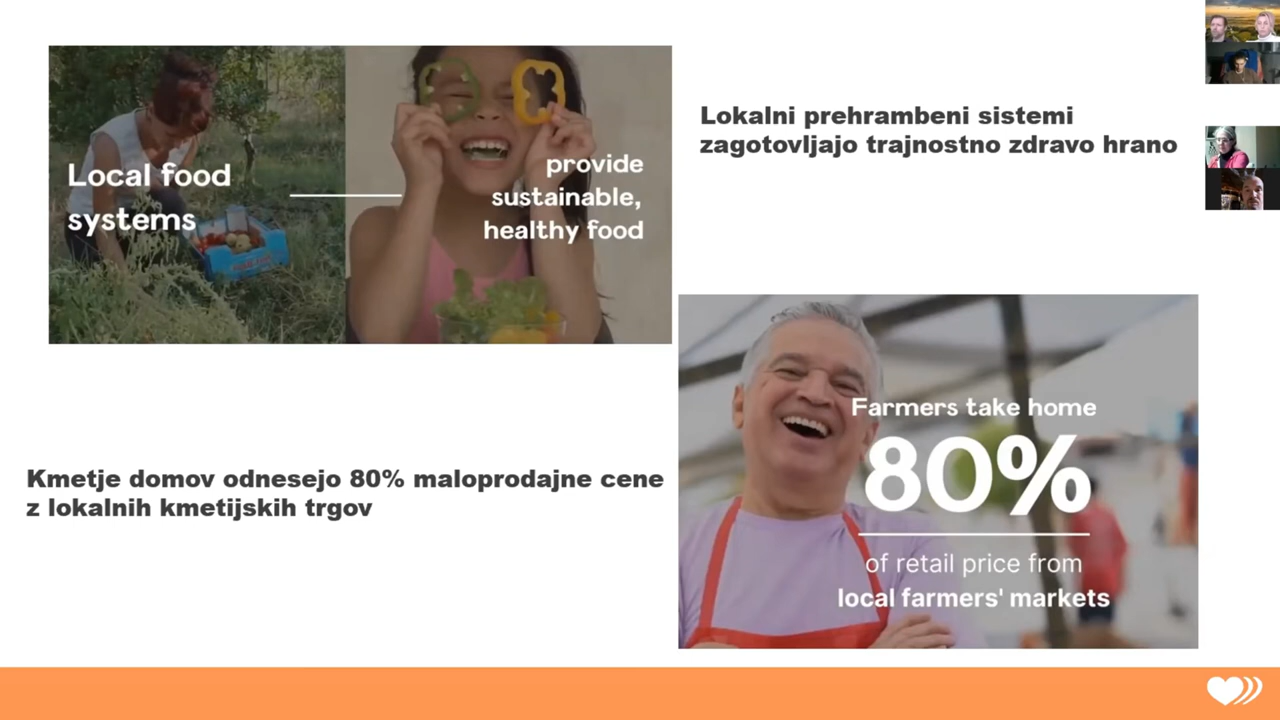 Local food
systems
provide
sustainable,
healthy food
Lokalni prehrambeni sistemi
zagotovljajo trajnostno zdravo hrano
Kmetje domov odnesejo 80% maloprodajne cene
z lokalnih kmetijskih trgov
Farmers take home
80%
of retail price from
local farmers' markets